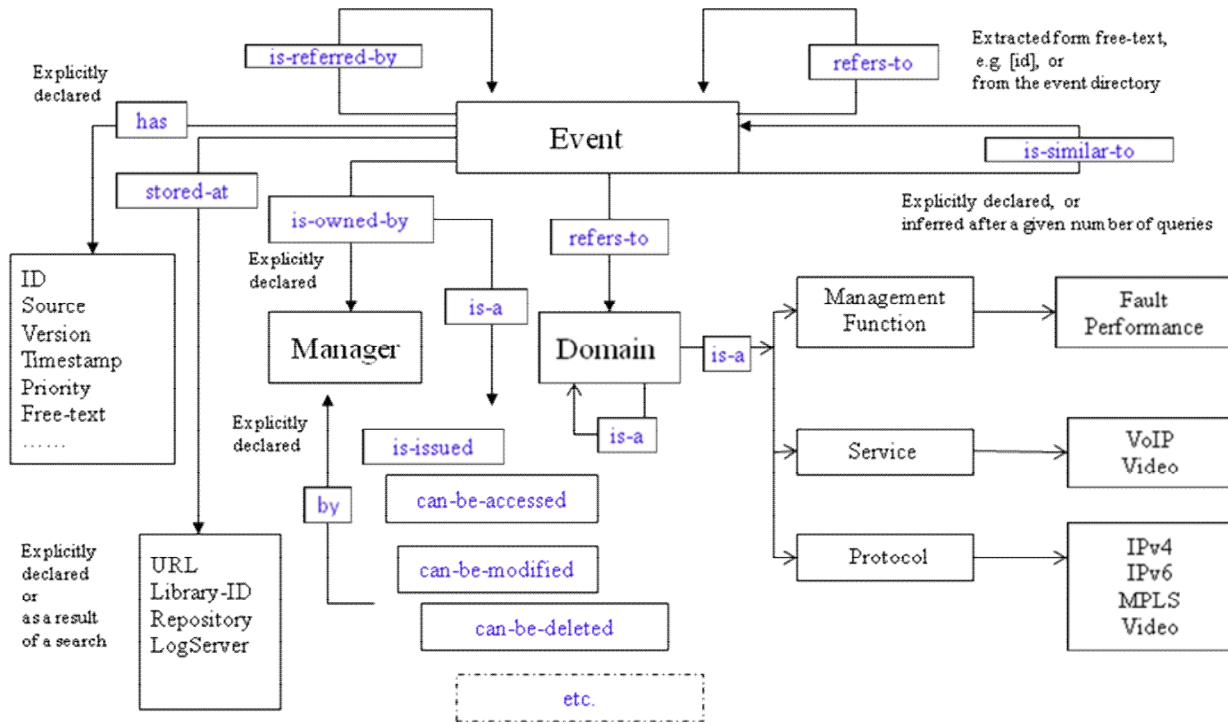 is-referred-by
refers-to
Extracted form free-text,
e.g. [id], or
from the event directory
Explicitly
declared
has
Event
is-similar-to
stored-at
is-owned-by
Explicitly declared, or
inferred after a given number of queries
refers-to
Explicitly
declared
ID
Source
Version
Timestamp
Priority
Free-text
......
is-a
Manager
Domain
is-a
is-a
Management
Function
Fault
Performance
Explicitly
declared
is-issued
Service
VoIP
Video
by
can-be-accessed
can-be-modified
can-be-deleted
etc.
Protocol
IPv4
IPv6
MPLS
Video
Explicitly
declared
or
as a result
of a search
URL
Library-ID
Repository
LogServer